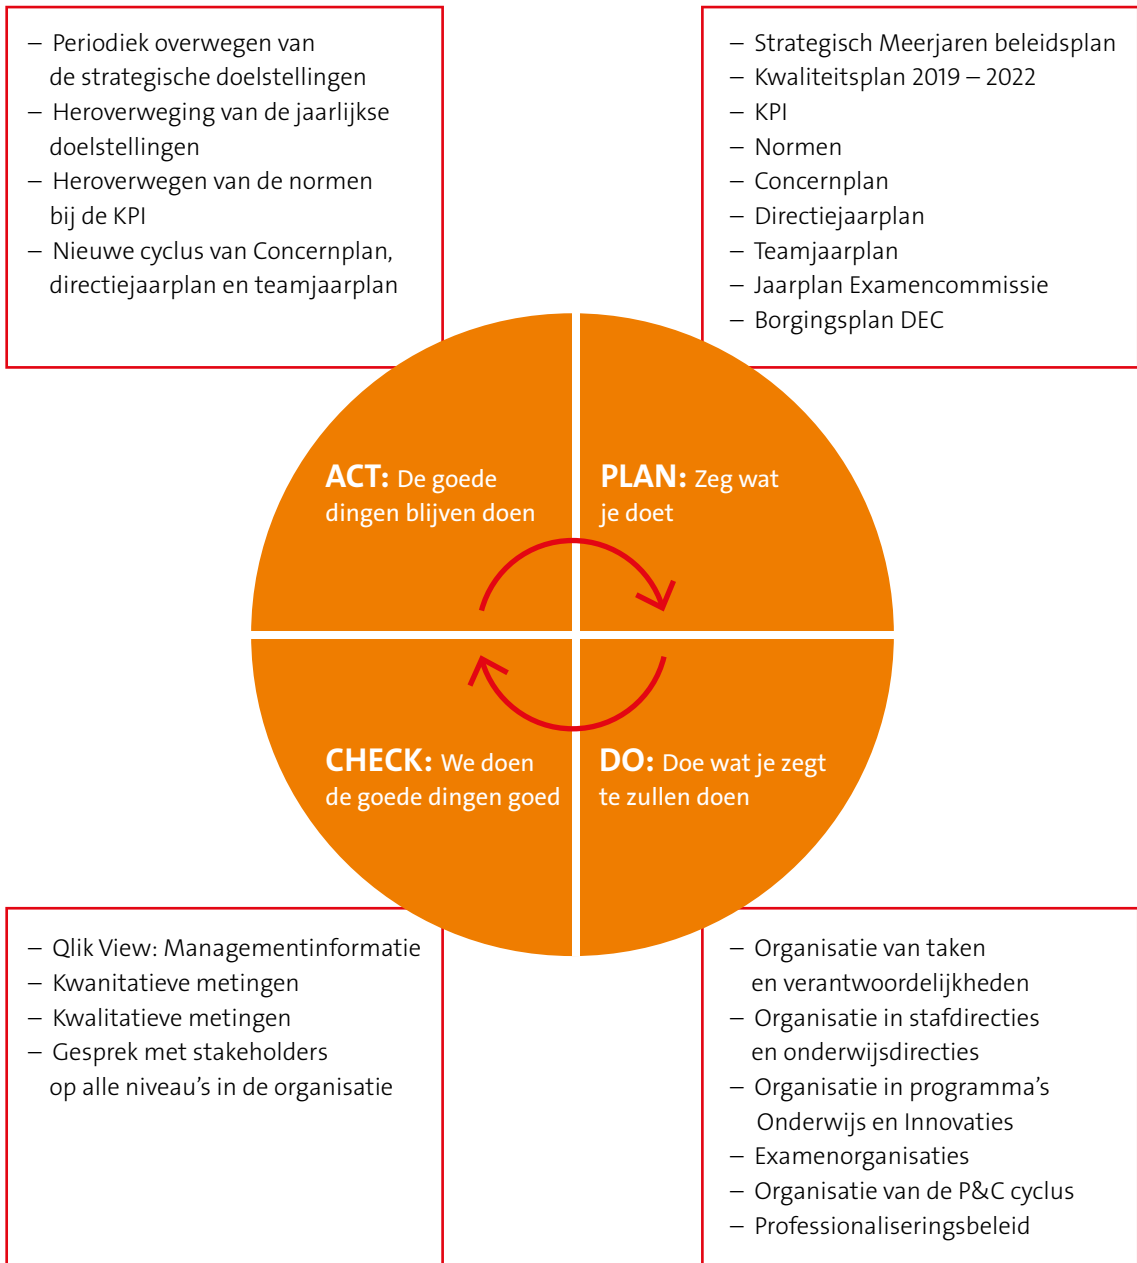 – Periodiek overwegen van
de strategische doelstellingen
– Heroverweging van de jaarlijkse
doelstellingen
– Heroverwegen van de normen
bij de KPI
– Nieuwe cyclus van Concernplan,
directiejaarplan en teamjaarplan
– Strategisch Meerjaren beleidsplan
– Kwaliteitsplan 2019 – 2022
– KPI
– Normen
– Concernplan
– Directiejaarplan
– Teamjaarplan
– Jaarplan Examencommissie
– Borgingsplan DEC
ACT: De goede
dingen blijven doen
PLAN: Zeg wat
je doet
CHECK: We doen
de goede dingen goed
DO: Doe wat je zegt
te zullen doen
– Qlik View: Managementinformatie
– Kwanitatieve metingen
– Kwalitatieve metingen
– Gesprek met stakeholders
op alle niveau’s in de organisatie
– Organisatie van taken
en verantwoordelijkheden
– Organisatie in stafdirecties
en onderwijsdirecties
– Organisatie in programma’s
Onderwijs en Innovaties
– Examenorganisaties
– Organisatie van de P&C cyclus
– Professionaliseringsbeleid